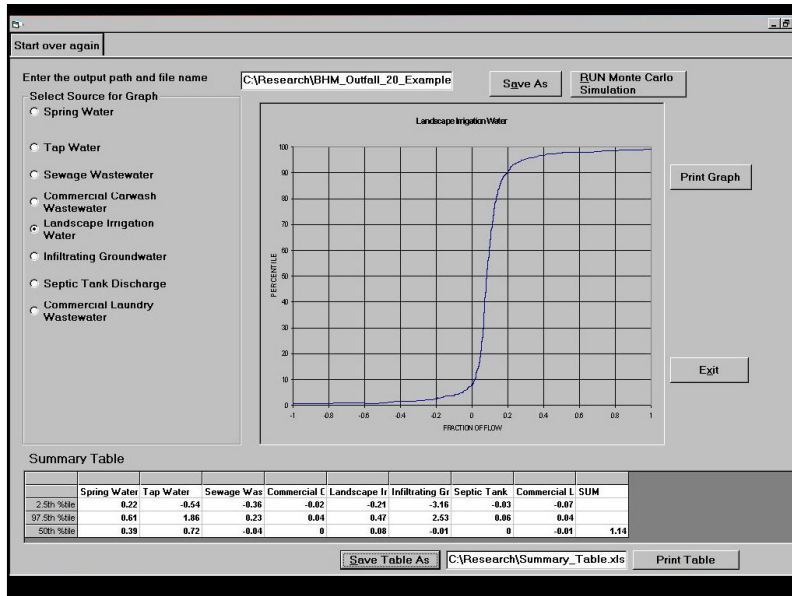 Start over again
Enter the output path and file name
C:\Research\BHM_Outfall_20_Example
Save As
RUN Monte Carlo
Simulation
Select Source for Graph
Spring Water
Tap Water
Sewage Wastewater
Commercial Carwash
Wastewater
Landscape Irrigation
Water
Infiltrating Groundwater
Septic Tank Discharge
Commercial Laundry
Wastewater
Landscape Irrigation Water
PERCENTILE
100
90
80
70
60
50
40
30
20
10
0
-1 -0.8 -0.6 -0.4 -0.2 0 0.2 0.4 0.6 0.8 1
FRACTION OF FLOW
Print Graph
Exit
Summary Table
Spring Water Tap Water Sewage Was Commercial C Landscape Ir Infiltrating Gr Septic Tank Commercial L SUM
2.5th %tile 0.22 -0.54 -0.36 -0.02 -0.21 -3.16 -0.03 -0.07
97.5th %tile 0.61 1.86 0.23 0.04 0.47 2.53 0.06 0.04
50th %tile 0.39 0.72 -0.04 0 0.08 -0.01 0 -0.01 1.14
Save Table As
C:\Research\Summary_Table.xls
Print Table